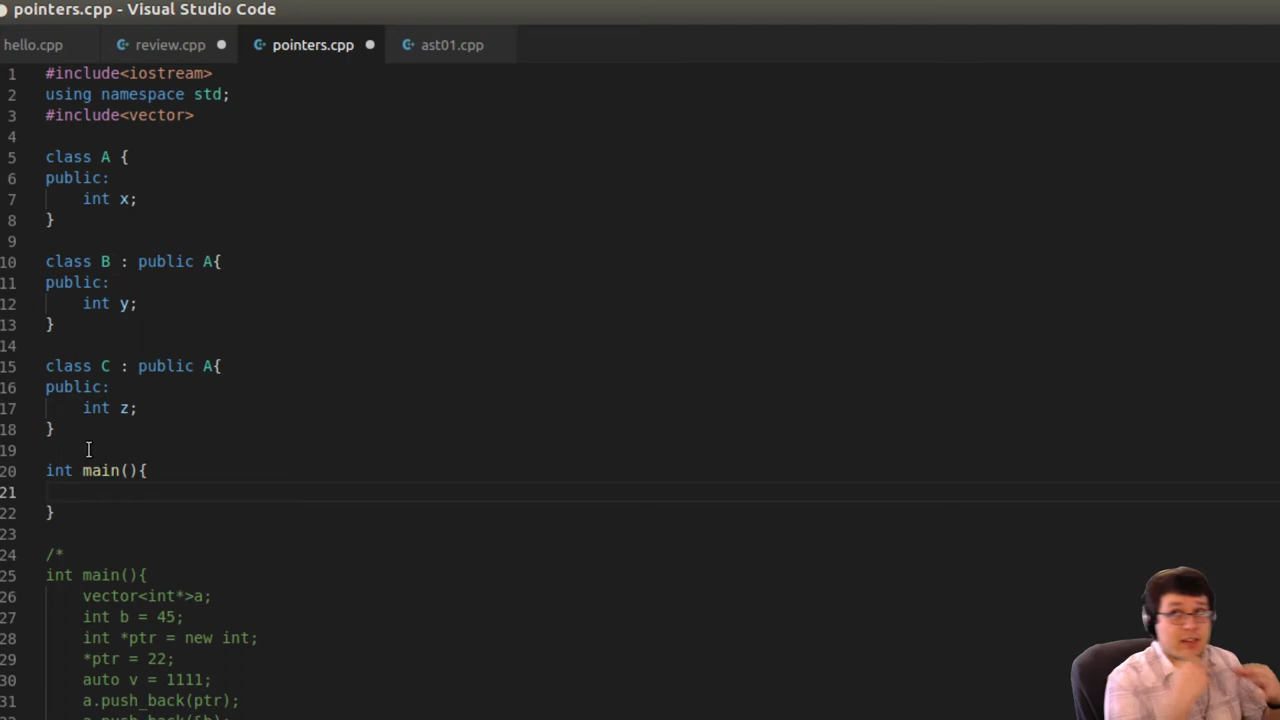 pointers.cpp - Visual Studio Code
hello.cpp review.cpp pointers.cpp ast01.cpp
1 #include<iostream>
2 using namespace std;
3 #include<vector>
4
5 class A {
6 public:
7 int x;
8 }
9
10 class B : public A{
11 public:
12 int y;
13 }
14
15 class C : public A{
16 public:
17 int z;
18 }
19
20 int main(){
21
22 }
23
24 /*
25 int main(){
26 vector<int*>a;
27 int b = 45;
28 int *ptr = new int;
29 *ptr = 22;
30 auto v = 1111;
31 a.push_back(ptr);
a.push_back(&b);